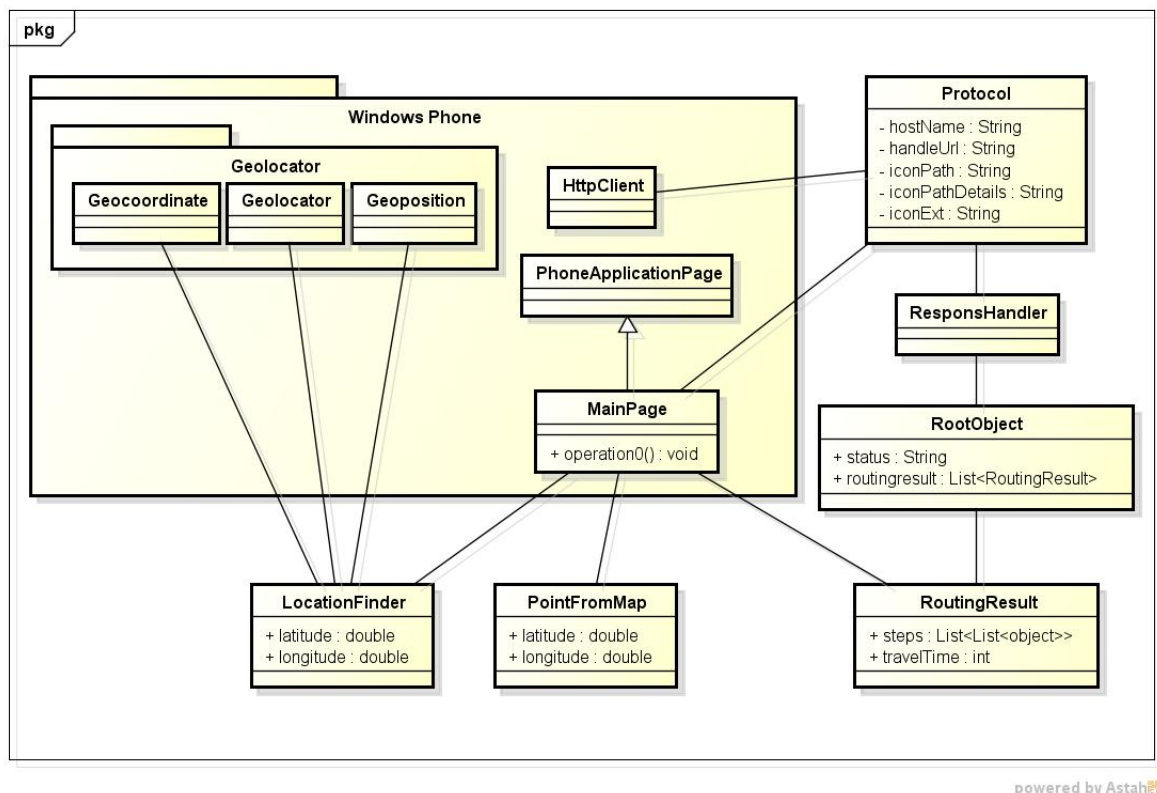 pkg
Windows Phone
Geolocator
Geocoordinate
Geolocator
Geoposition
HttpClient
PhoneApplicationPage
MainPage
+ operation0() : void
Protocol
- hostName : String
- handleUrl : String
- iconPath : String
- iconPathDetails : String
- iconExt : String
ResponsHandler
RootObject
+ status : String
+ routingresult : List<RoutingResult>
LocationFinder
+ latitude : double
+ longitude : double
PointFromMap
+ latitude : double
+ longitude : double
RoutingResult
+ steps : List<List<object>>
+ travelTime : int
powered by Astah